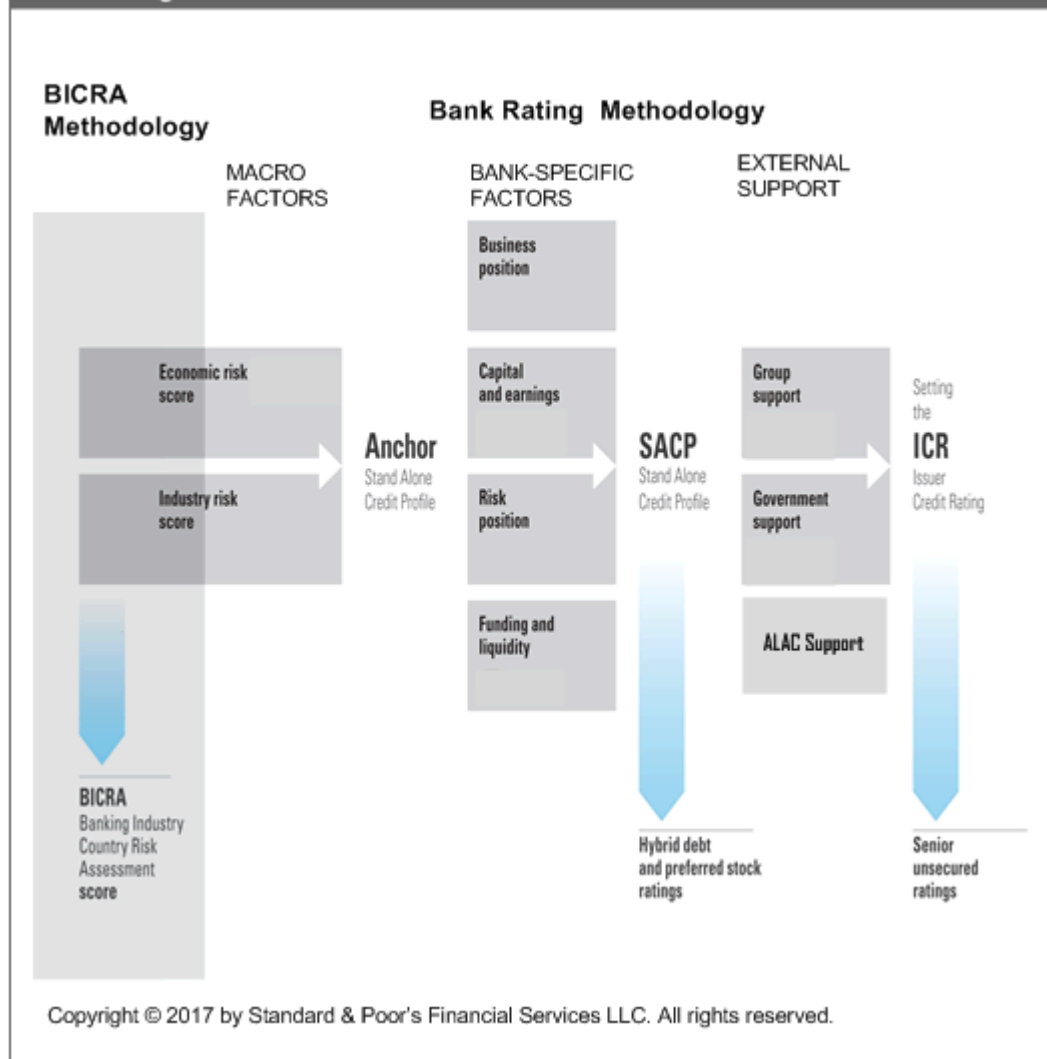 BICRA
Methodology
Bank Rating Methodology
MACRO
FACTORS
BANK-SPECIFIC
FACTORS
EXTERNAL
SUPPORT
Economic risk
score
Industry risk
score
Anchor
Stand Alone
Credit Profile
Business
position
Capital
and earnings
Risk
position
Funding and
liquidity
SACP
Stand Alone
Credit Profile
Group
support
Government
support
ALAC Support
Setting
the
ICR
Issuer
Credit Rating
BICRA
Banking Industry
Country Risk
Assessment
score
Hybrid debt
and preferred stock
ratings
Senior
unsecured
ratings
Copyright © 2017 by Standard & Poor's Financial Services LLC. All rights reserved.